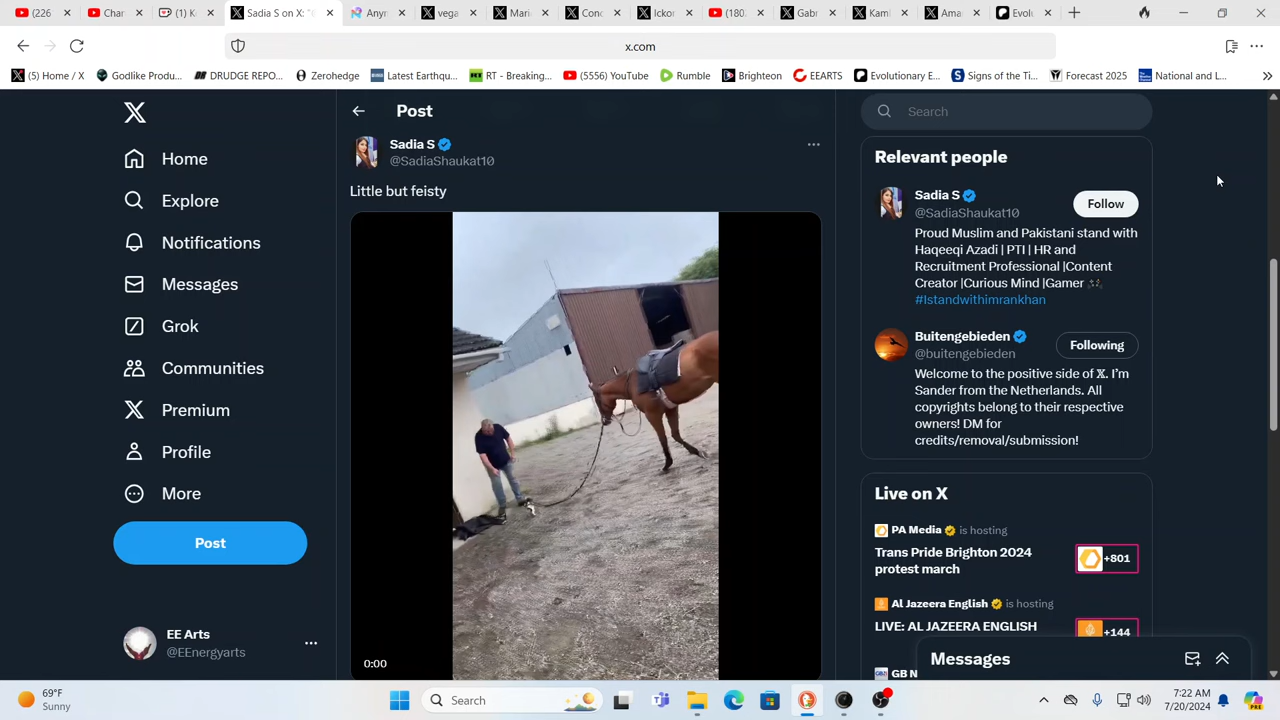 (226
Char
(1) K
Sadia S on X: "
Anyn
vega
Mari
Conc
Ickor
(180.
Gabr
Kam
Ama
Evolu
x.com
(5) Home / X
Godlike Produ...
DRUDGE REPO...
Zerohedge
Latest Earthqu...
RT - Breaking...
(5556) YouTube
Rumble
Brighteon
EEARTS
Evolutionary E...
Signs of the Ti...
Forecast 2025
National and L...
Home
Explore
Notifications
Messages
Grok
Communities
Premium
Profile
More
Post
EE Arts
@EEnergyarts
Post
Sadia S
@SadiaShaukat10
Little but feisty
0:00
Search
Relevant people
Sadia S
@SadiaShaukat10
Follow
Proud Muslim and Pakistani stand with
Haqeeqi Azadi | PTI | HR and
Recruitment Professional |Content
Creator |Curious Mind |Gamer
#Istandwithimrankhan
Buitengebieden
@buitengebieden
Following
Welcome to the positive side of 𝕏. I'm
Sander from the Netherlands. All
copyrights belong to their respective
owners! DM for
credits/removal/submission!
Live on X
PA Media is hosting
Trans Pride Brighton 2024
protest march
+801
Al Jazeera English is hosting
LIVE: AL JAZEERA ENGLISH
+144
GB N
Messages
69°F
Sunny
Search
7:22 AM
7/20/2024